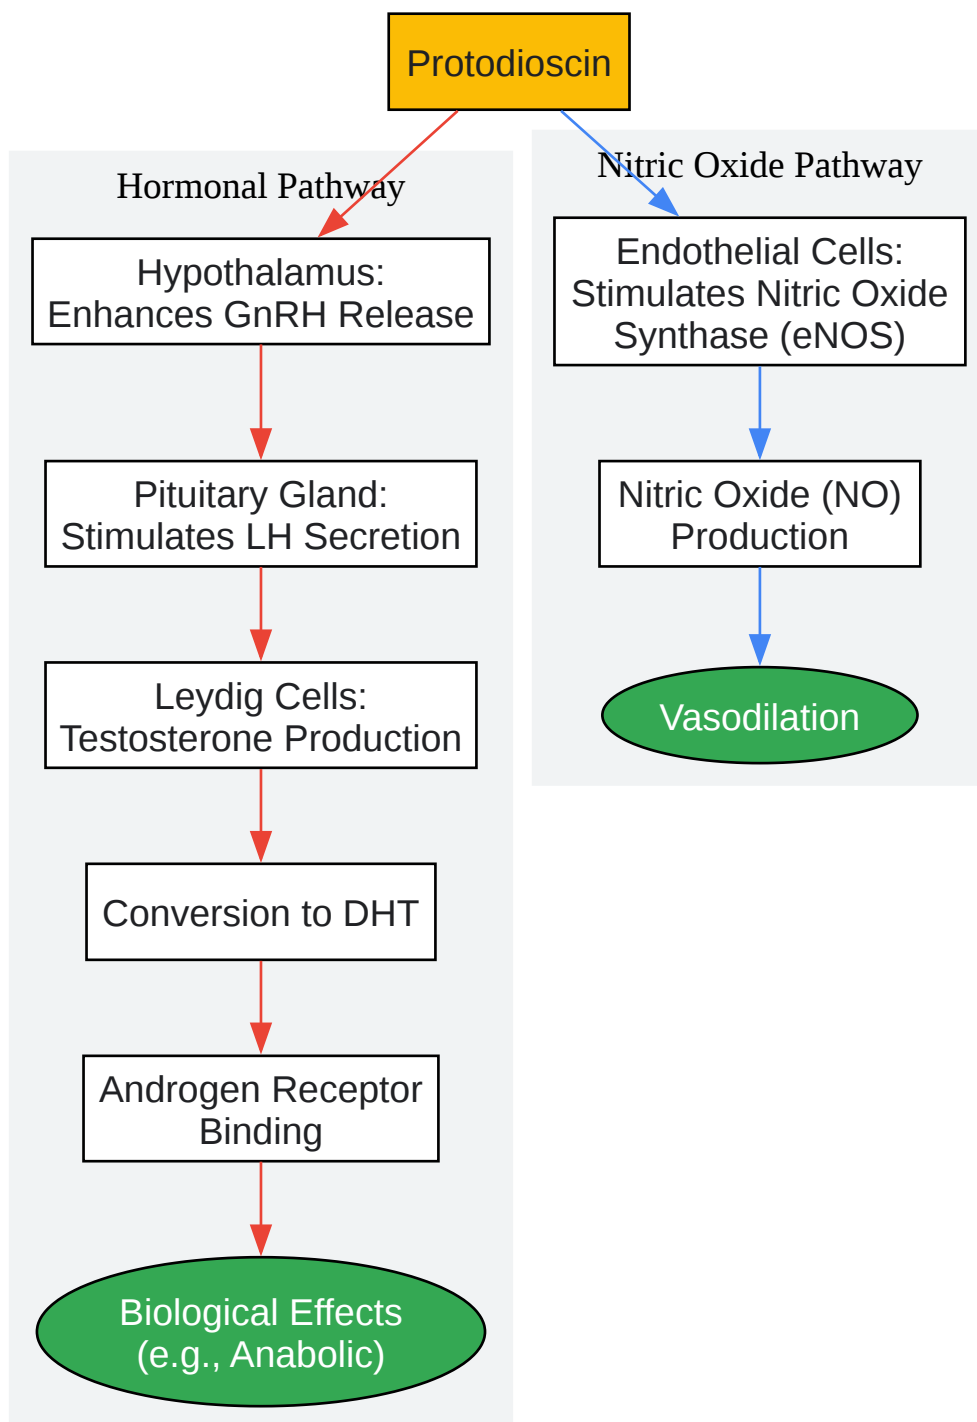 Protodioscin
Hormonal Pathway
Hypothalamus:
Enhances GnRH Release
Pituitary Gland:
Stimulates LH Secretion
Leydig Cells:
Testosterone Production
Conversion to DHT
Androgen Receptor
Binding
Biological Effects
(e.g., Anabolic)
Nitric Oxide Pathway
Endothelial Cells:
Stimulates Nitric Oxide
Synthase (eNOS)
Nitric Oxide (NO)
Production
Vasodilation